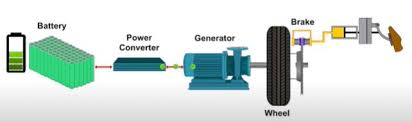 Battery
Power
Converter
Generator
Brake
Wheel